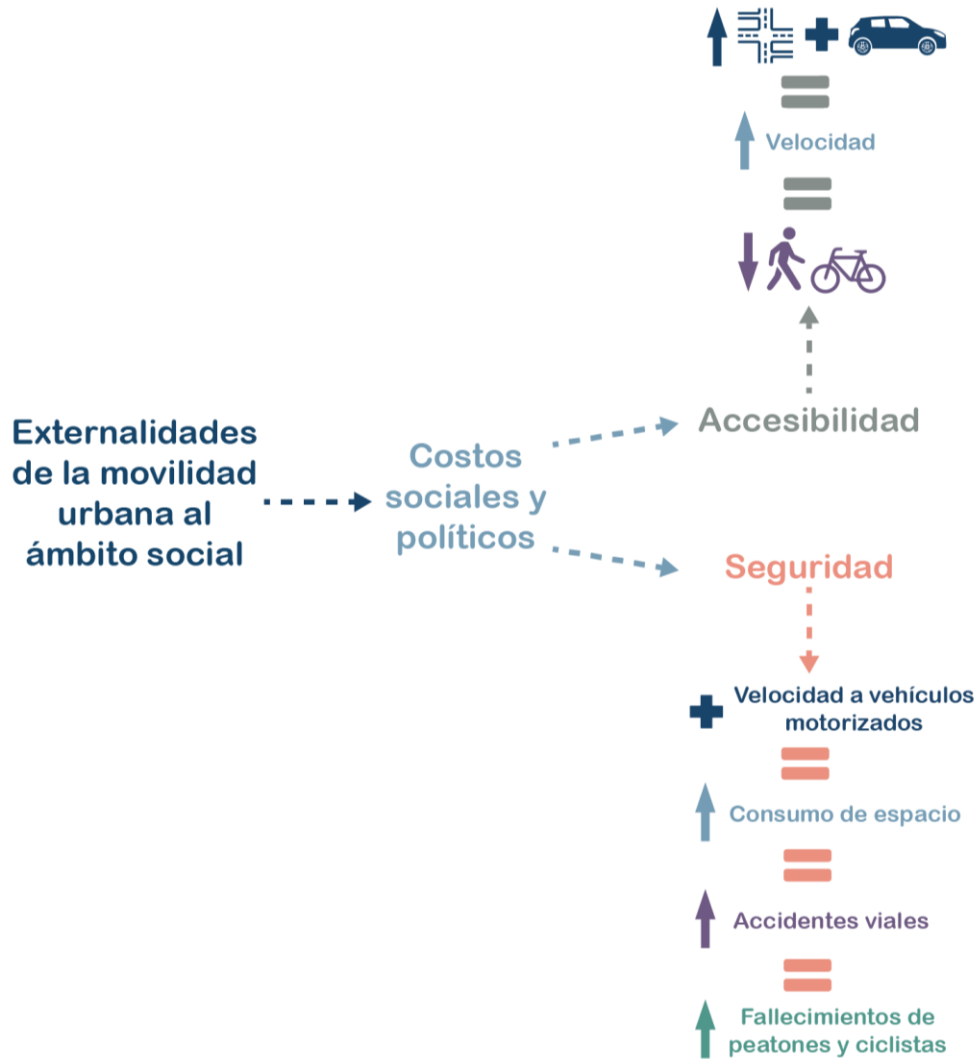 Velocidad
Externalidades
de la movilidad
urbana al
ámbito social
Costos
sociales y
políticos
Accesibilidad
Seguridad
Velocidad a vehículos
motorizados
Consumo de espacio
Accidentes viales
Fallecimientos de
peatones y ciclistas